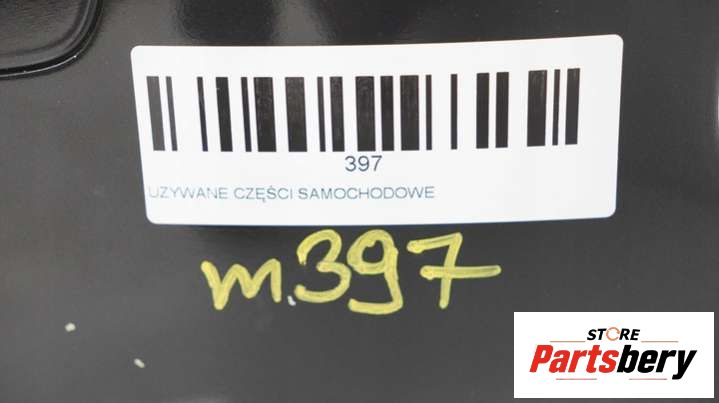 397
UZYWANE CZĘŚCI SAMOCHODOWE
m397
STORE
Partsbery